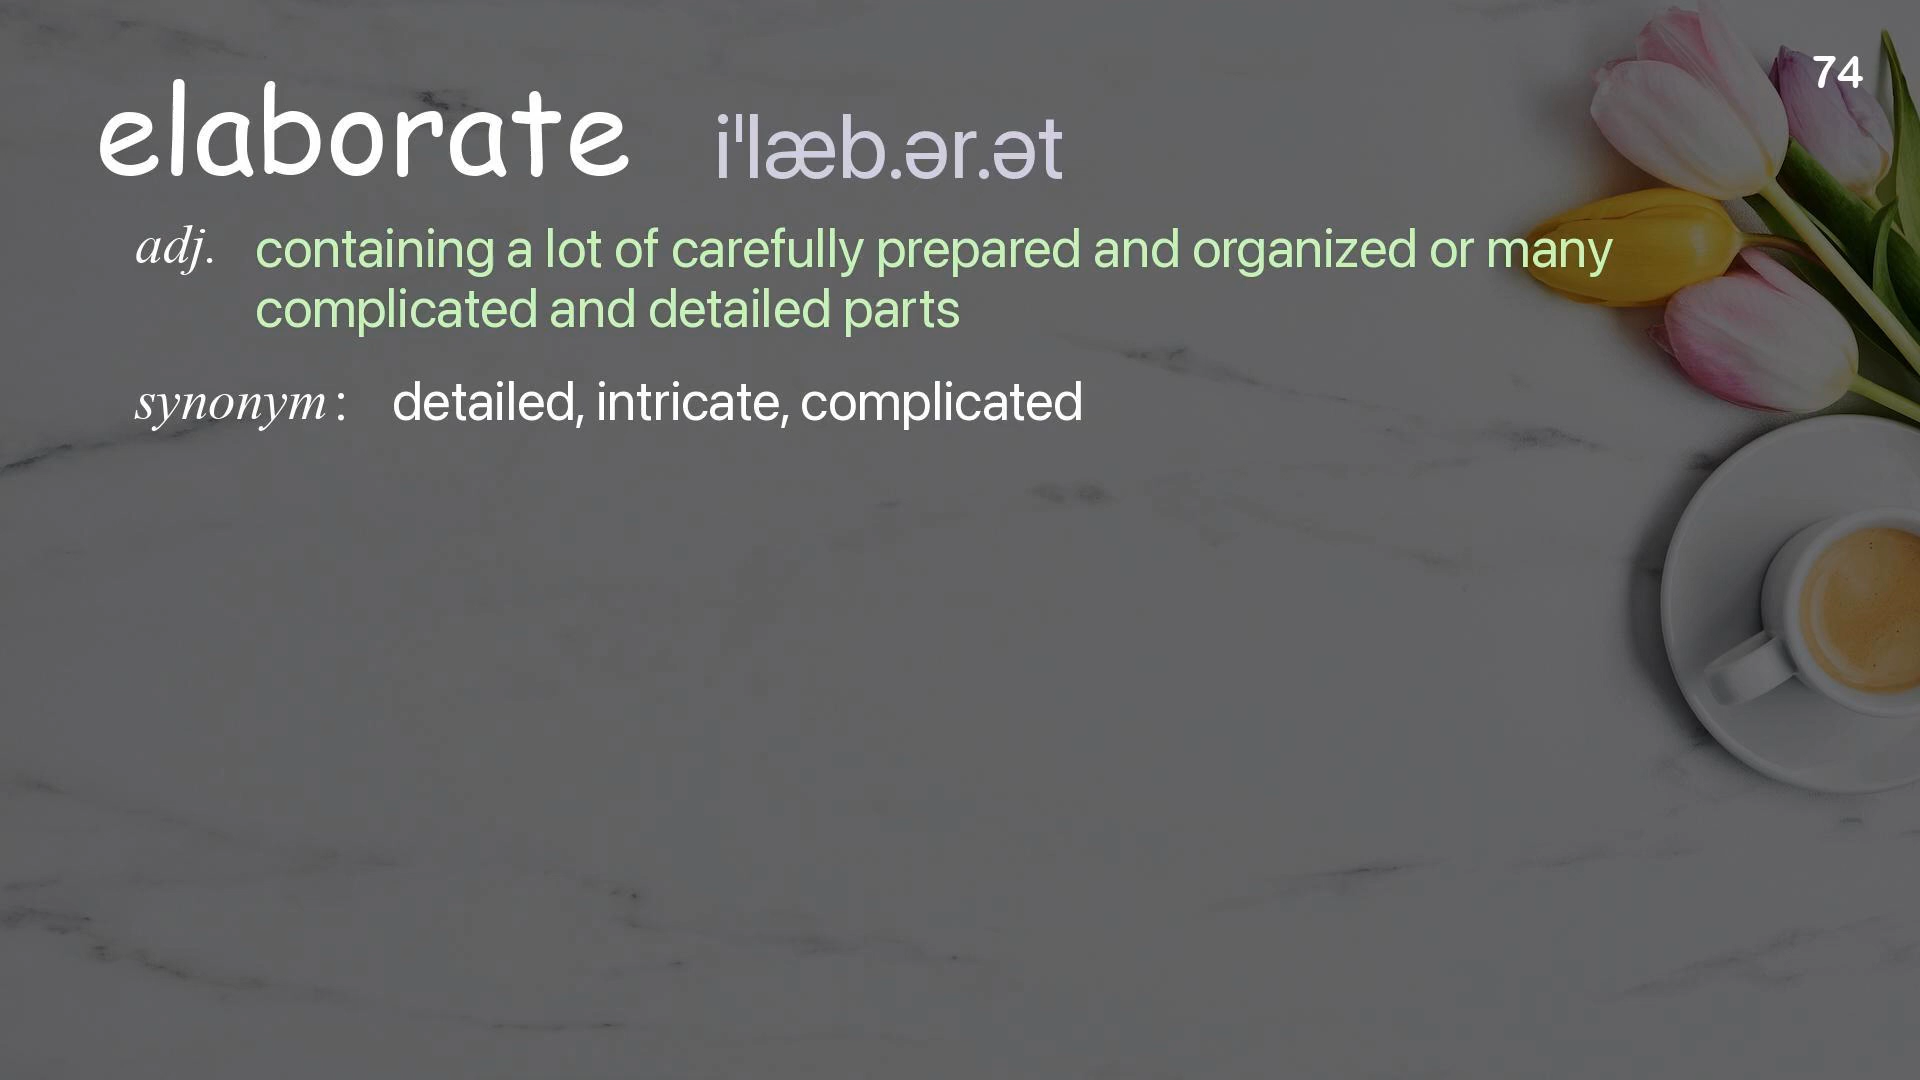 74
elaborate iˈlæb.ər.ət
adj. containing a lot of carefully prepared and organized or many
complicated and detailed parts
synonym: detailed, intricate, complicated